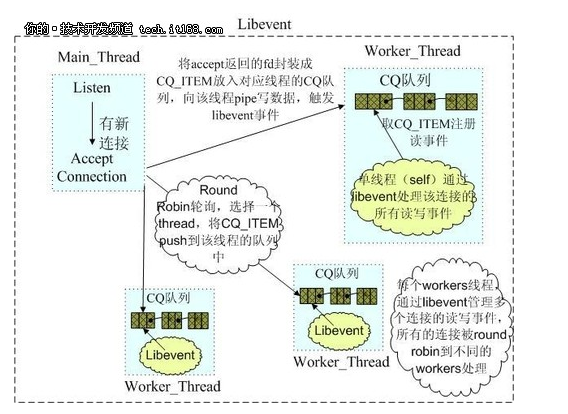 Libevent
你的·技术开发频道 tech.it168.com
Main_Thread
Listen
有新
连接
Accept
Connection
将accept返回的fd封装成
CQ_ITEM放入对应线程的CQ队
列，向该线程pipe写数据，触发
libevent事件
Worker_Thread
CQ队列
取CQ_ITEM注册
读事件
单线程（self）通过
libevent处理该连接的
所有读写事件
Round
Robin轮询，选择一个
thread，将CQ_ITEM
push到该线程的队列
中
CQ队列
Libevent
Worker_Thread
CQ队列
Libevent
Worker_Thread
每个workers线程，
通过libevent管理多
个连接的读写事件，
所有的连接被round
robin到不同的
workers处理